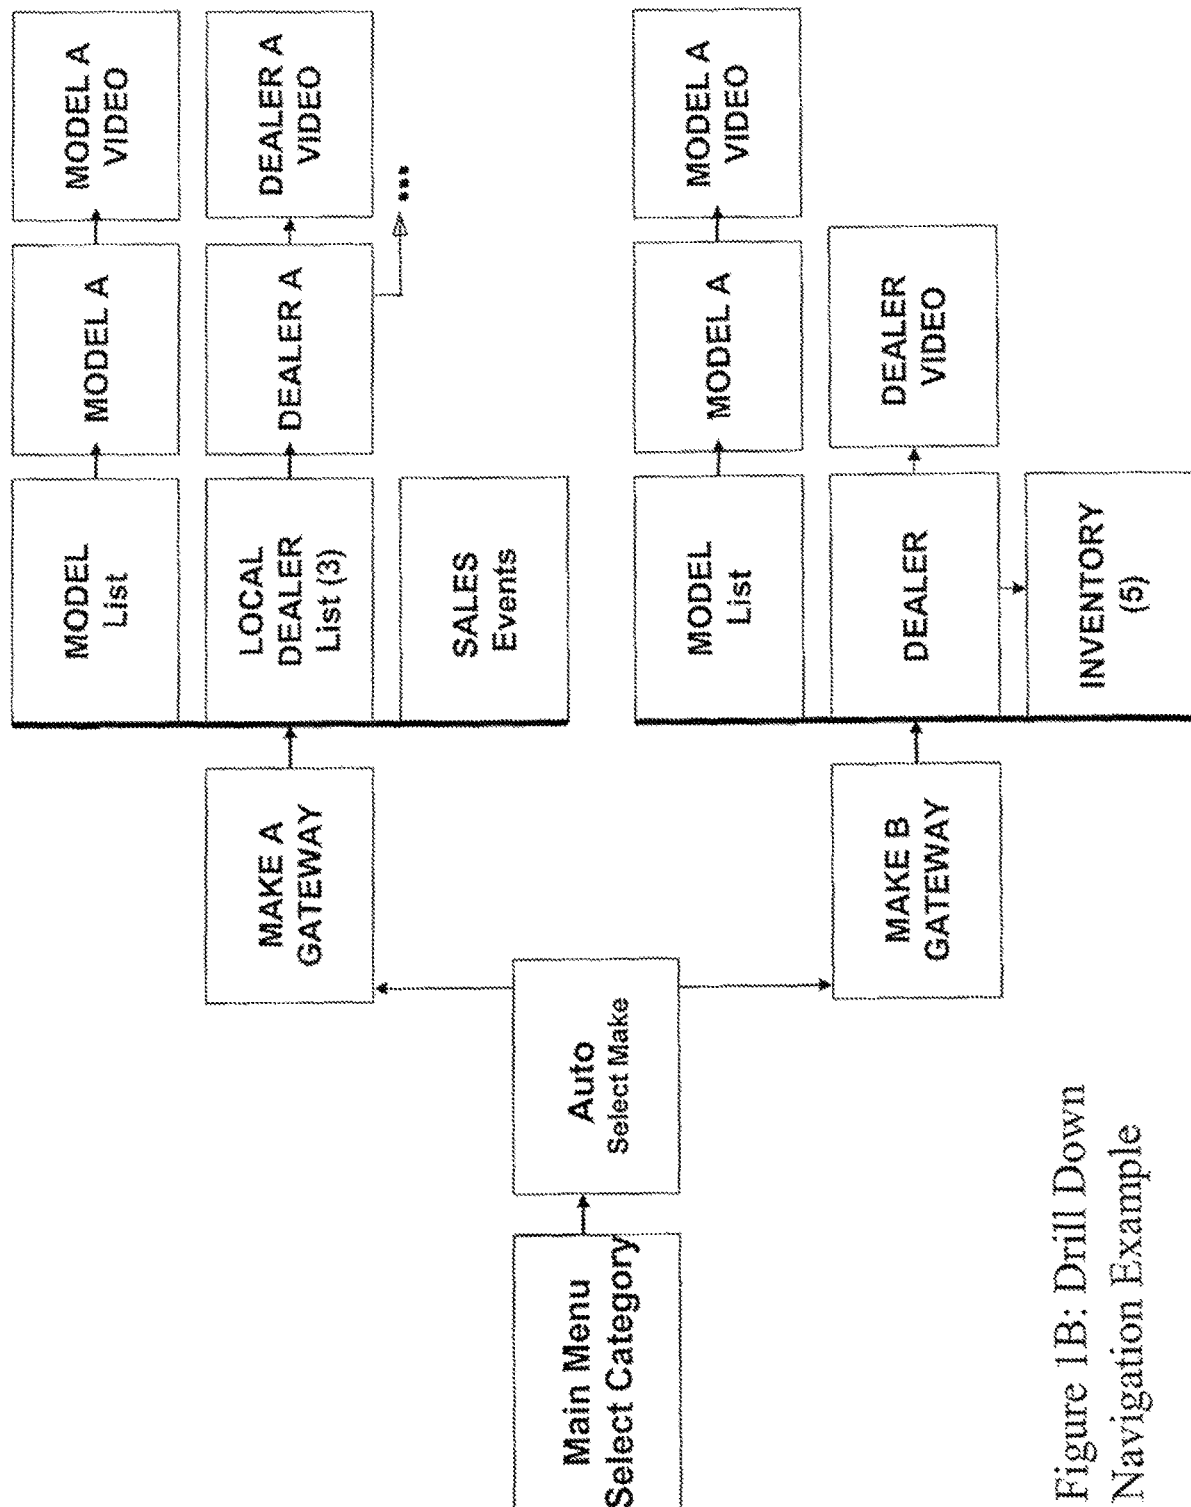 Main Menu
Select Category
Auto
Select Make
MAKE A
GATEWAY
MODEL
List
MODEL A
MODEL A
VIDEO
LOCAL
DEALER
List (3)
DEALER A
DEALER A
VIDEO
•••
SALES
Events
MAKE B
GATEWAY
MODEL
List
MODEL A
MODEL A
VIDEO
DEALER
DEALER
VIDEO
INVENTORY
(5)
Figure 1B: Drill Down
Navigation Example